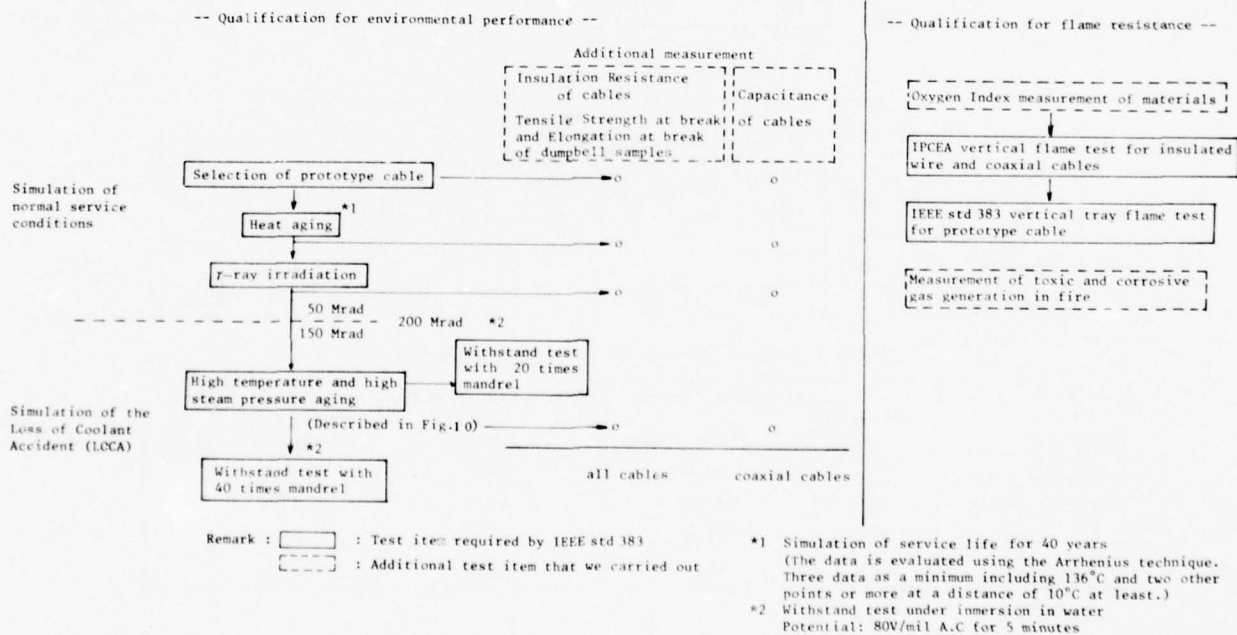 -- Qualification for environmental performance --
Additional measurement
Insulation Resistance
of cables
Tensile Strength at break
and Elongation at break
of dumpbell samples
Capacitance
of cables
Simulation of
normal service
conditions
Selection of prototype cable
o
o
*1
Heat aging
o
o
γ-ray irradiation
o
o
50 Mrad
200 Mrad *2
150 Mrad
Withstand test
with 20 times
mandrel
High temperature and high
steam pressure aging
Simulation of the
Loss of Coolant
Accident (LOCA)
(Described in Fig.10)
o
o
*2
Withstand test with
40 times mandrel
all cables
coaxial cables
-- Qualification for flame resistance --
Oxygen Index measurement of materials
IPCEA vertical flame test for insulated
wire and coaxial cables
IEEE std 383 vertical tray flame test
for prototype cable
Measurement of toxic and corrosive
gas generation in fire
Remark :
: Test item required by IEEE std 383
: Additional test item that we carried out
*1 Simulation of service life for 40 years
(The data is evaluated using the Arrhenius technique.
Three data as a minimum including 136°C and two other
points or more at a distance of 10°C at least.)
*2 Withstand test under inmersion in water
Potential: 80V/mil A.C for 5 minutes